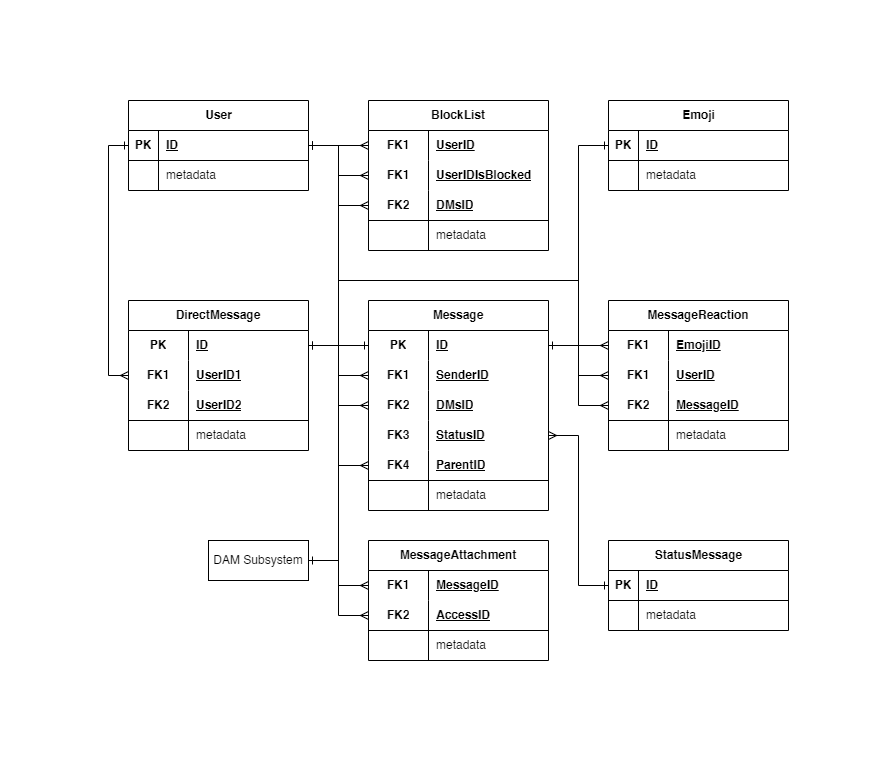 User
PK ID
metadata
BlockList
FK1 UserID
FK1 UserIDIsBlocked
FK2 DMsID
metadata
Emoji
PK ID
metadata
DirectMessage
PK ID
FK1 UserID1
FK2 UserID2
metadata
Message
PK ID
FK1 SenderID
FK2 DMsID
FK3 StatusID
FK4 ParentID
metadata
MessageReaction
FK1 EmojiID
FK1 UserID
FK2 MessageID
metadata
DAM Subsystem
MessageAttachment
FK1 MessageID
FK2 AccessID
metadata
StatusMessage
PK ID
metadata